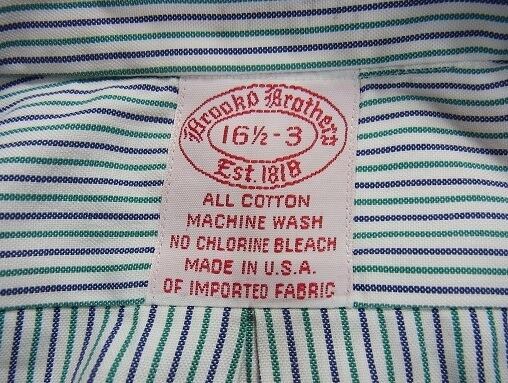 Brooks Brothers
16½-3
Est. 1818
ALL COTTON
MACHINE WASH
NO CHLORINE BLEACH
MADE IN U.S.A.
OF IMPORTED FABRIC